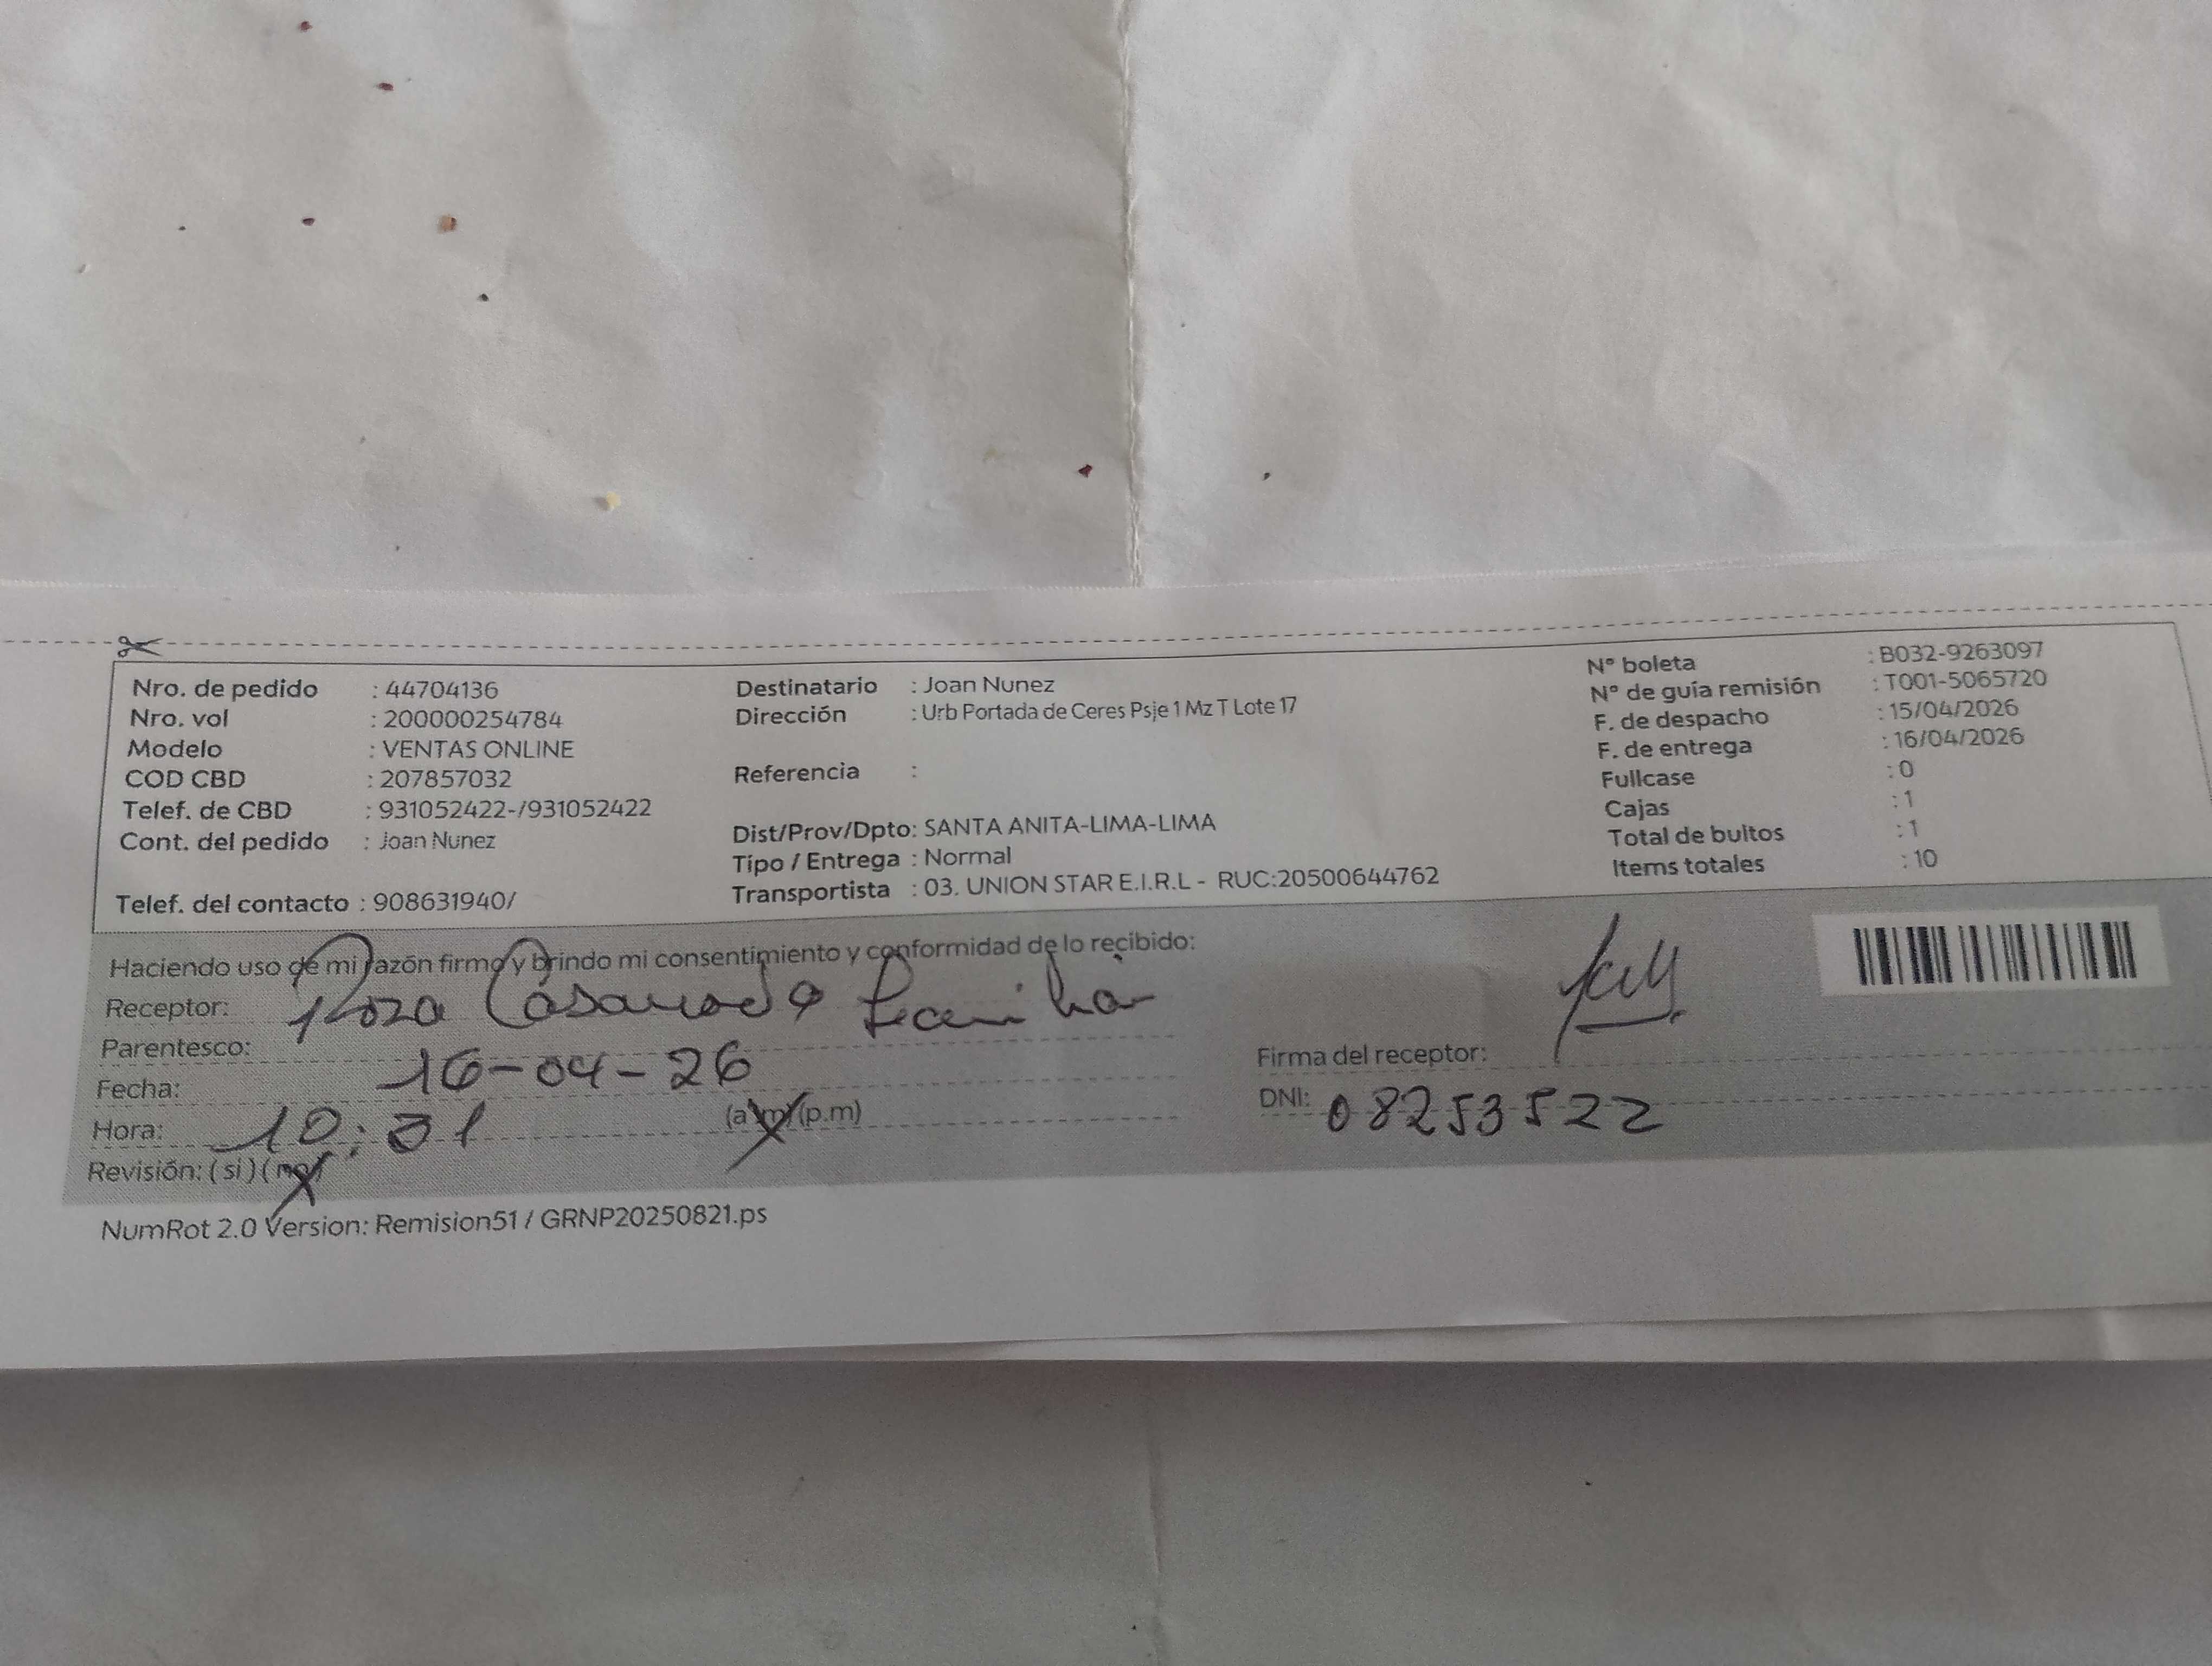 Nro. de pedido : 44704136
Nro. vol : 200000254784
Modelo : VENTAS ONLINE
COD CBD : 207857032
Telef. de CBD : 931052422-/931052422
Cont. del pedido : Joan Nunez
Telef. del contacto : 908631940/
Destinatario : Joan Nunez
Dirección : Urb Portada de Ceres Psje 1 Mz T Lote 17
Referencia :
Dist/Prov/Dpto: SANTA ANITA-LIMA-LIMA
Tipo / Entrega : Normal
Transportista : 03. UNION STAR E.I.R.L - RUC:20500644762
N° boleta : B032-9263097
N° de guía remisión : T001-5065720
F. de despacho : 15/04/2026
F. de entrega : 16/04/2026
Fullcase : 0
Cajas : 1
Total de bultos : 1
Items totales : 10
Haciendo uso de mi razón firmo y brindo mi consentimiento y conformidad de lo recibido:
Receptor: Rosa
Parentesco:
Fecha: 16-04-26
Hora: 10:31 (a.m) (p.m)
Revisión: (si) (no)
Firma del receptor:
DNI: 08253522
NumRot 2.0 Version: Remision51 / GRNP20250821.ps